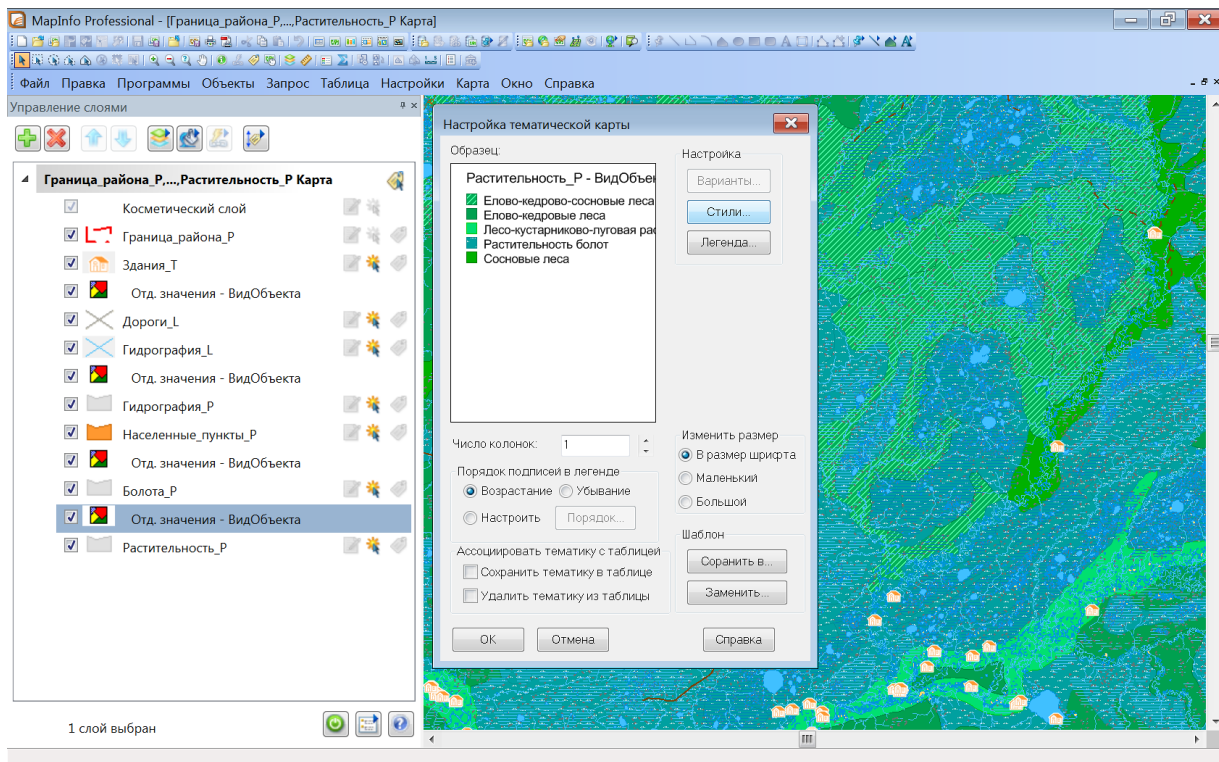 MapInfo Professional - [Граница_района_Р,...,Растительность_Р Карта]
Файл Правка Программы Объекты Запрос Таблица Настройки Карта Окно Справка
Управление слоями
Граница_района_Р,...,Растительность_Р Карта
Косметический слой
Граница_района_Р
Здания_Т
Отд. значения - ВидОбъекта
Дороги_L
Гидрография_L
Отд. значения - ВидОбъекта
Гидрография_Р
Населенные_пункты_Р
Отд. значения - ВидОбъекта
Болота_Р
Отд. значения - ВидОбъекта
Растительность_Р
1 слой выбран
Настройка тематической карты
Образец:
Растительность_Р - ВидОбъек
Елово-кедрово-сосновые леса
Елово-кедровые леса
Лесо-кустарниково-луговая рас
Растительность болот
Сосновые леса
Настройка
Варианты...
Стили...
Легенда...
Число колонок:
1
Порядок подписей в легенде
Возрастание Убывание
Настроить Порядок...
Ассоциировать тематику с таблицей
Сохранить тематику в таблице
Удалить тематику из таблицы
Изменить размер
В размер шрифта
Маленький
Большой
Шаблон
Соранить в...
Заменить...
ОК Отмена Справка